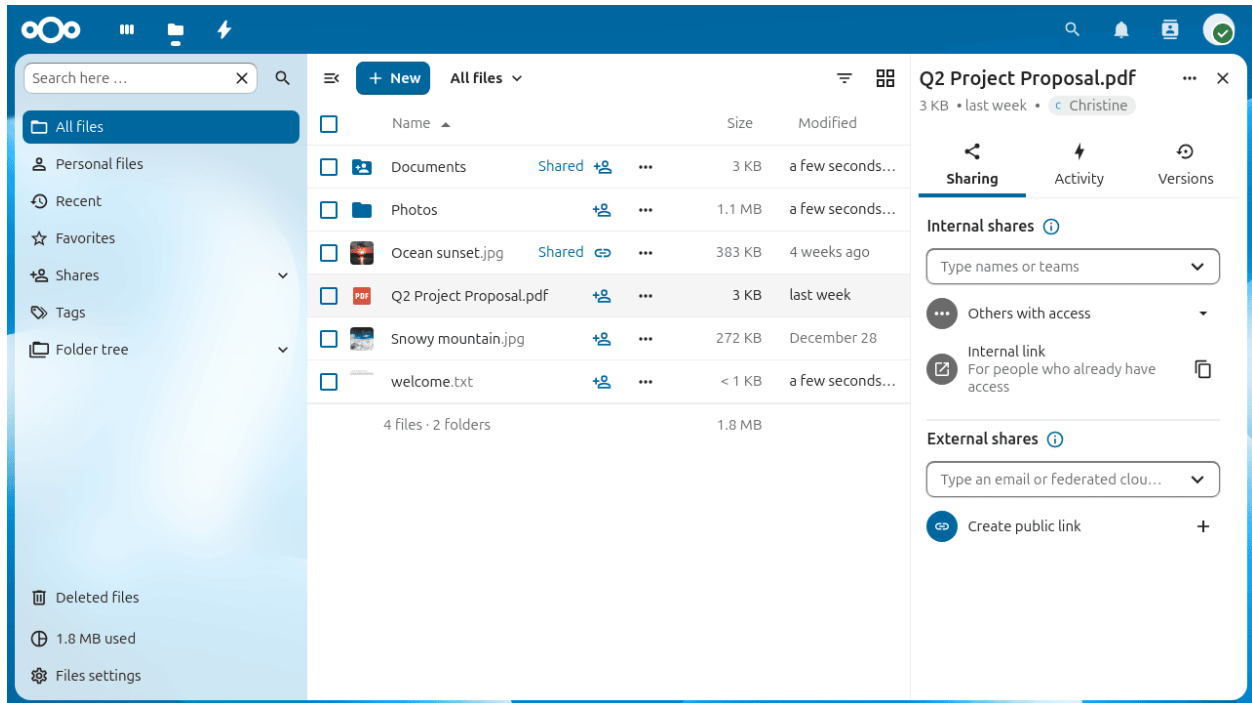 Search here ...
All files
Personal files
Recent
Favorites
Shares
Tags
Folder tree
Deleted files
1.8 MB used
Files settings
+ New
All files
Name
Size
Modified
Documents Shared 3 KB a few seconds...
Photos 1.1 MB a few seconds...
Ocean sunset.jpg Shared 383 KB 4 weeks ago
PDF Q2 Project Proposal.pdf 3 KB last week
Snowy mountain.jpg 272 KB December 28
welcome.txt < 1 KB a few seconds...
4 files · 2 folders 1.8 MB
Q2 Project Proposal.pdf
3 KB • last week • C Christine
Sharing
Activity
Versions
Internal shares
Type names or teams
Others with access
Internal link
For people who already have
access
External shares
Type an email or federated clou...
Create public link